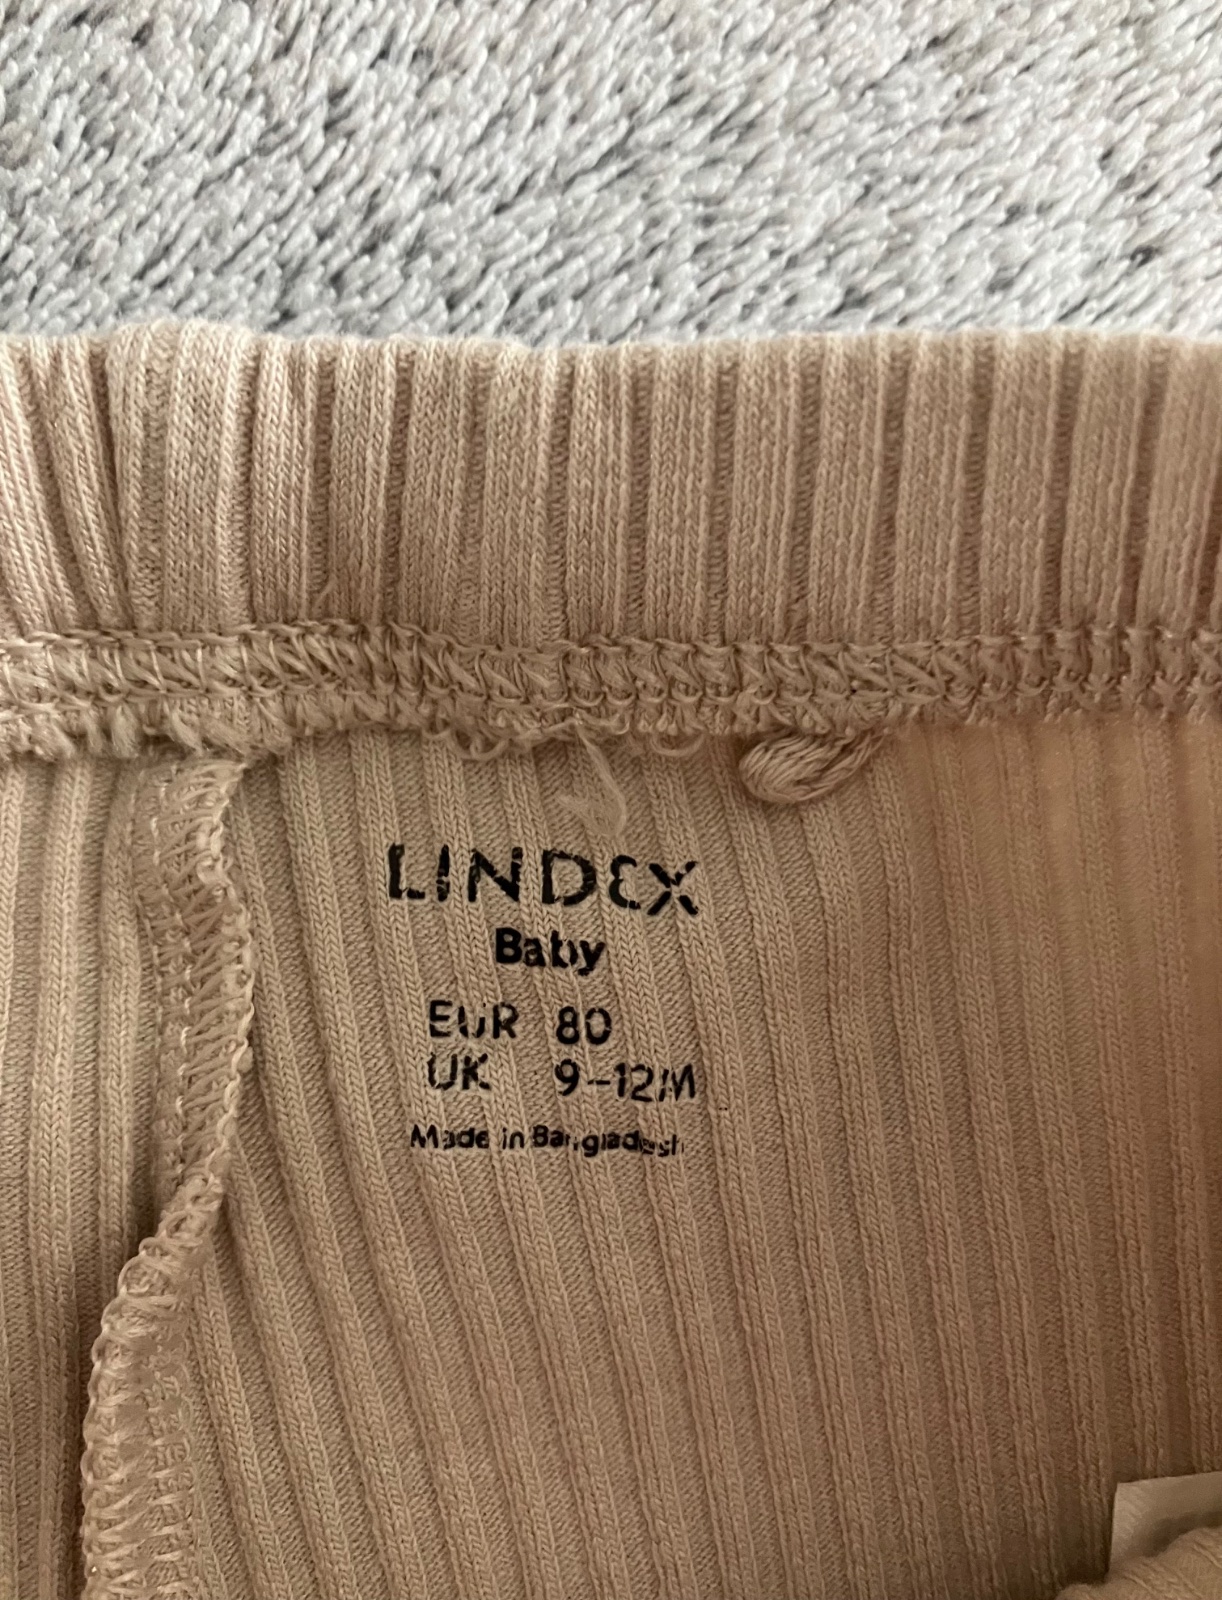 LINDEX
Baby
EUR 80
UK 9-12M
Made in Bangladesh